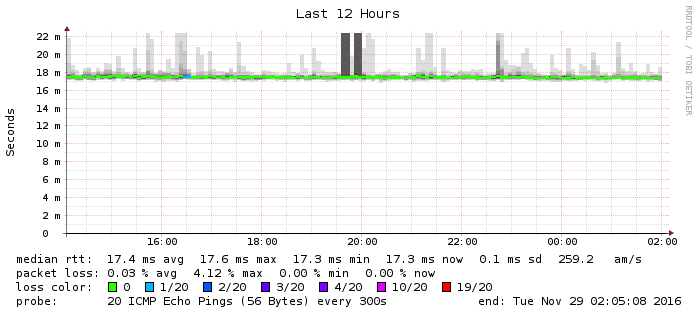 Last 12 Hours
RRDTOOL / TOBI OETIKER
Seconds
22 m
20 m
18 m
16 m
14 m
12 m
10 m
8 m
6 m
4 m
2 m
0
16:00 18:00 20:00 22:00 00:00 02:00
median rtt: 17.4 ms avg 17.6 ms max 17.3 ms min 17.3 ms now 0.1 ms sd 259.2 am/s
packet loss: 0.03 % avg 4.12 % max 0.00 % min 0.00 % now
loss color: 0 1/20 2/20 3/20 4/20 10/20 19/20
probe: 20 ICMP Echo Pings (56 Bytes) every 300s end: Tue Nov 29 02:05:08 2016